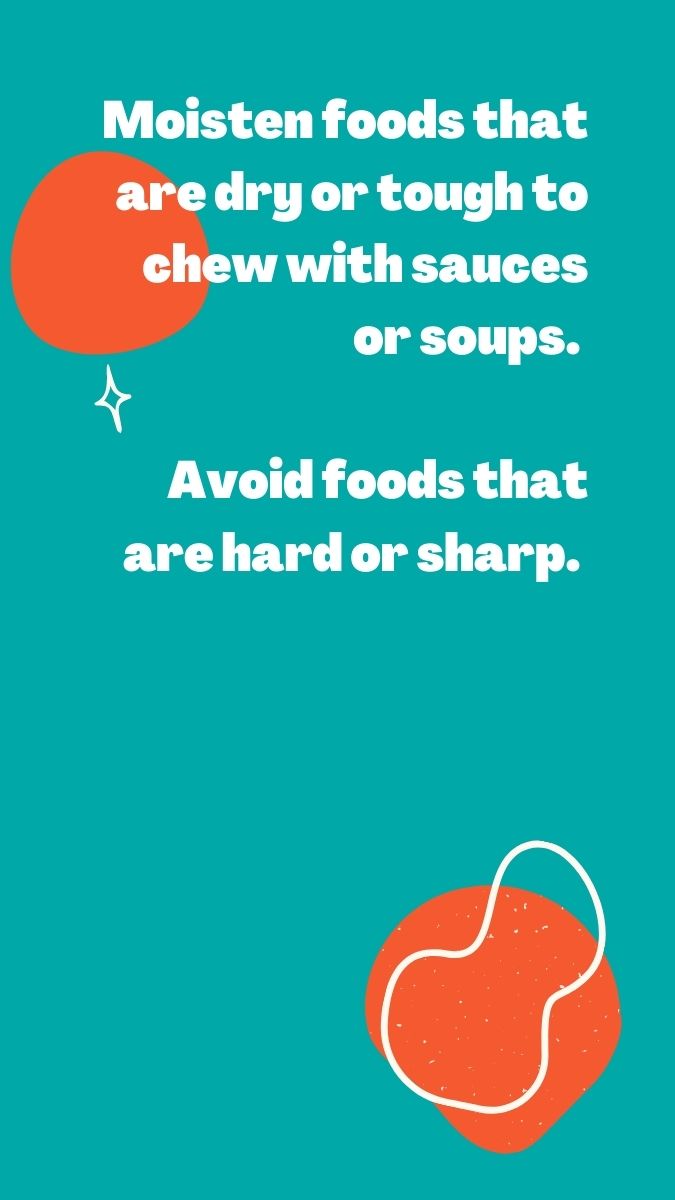 Moisten foods that
are dry or tough to
chew with sauces
or soups.
Avoid foods that
are hard or sharp.